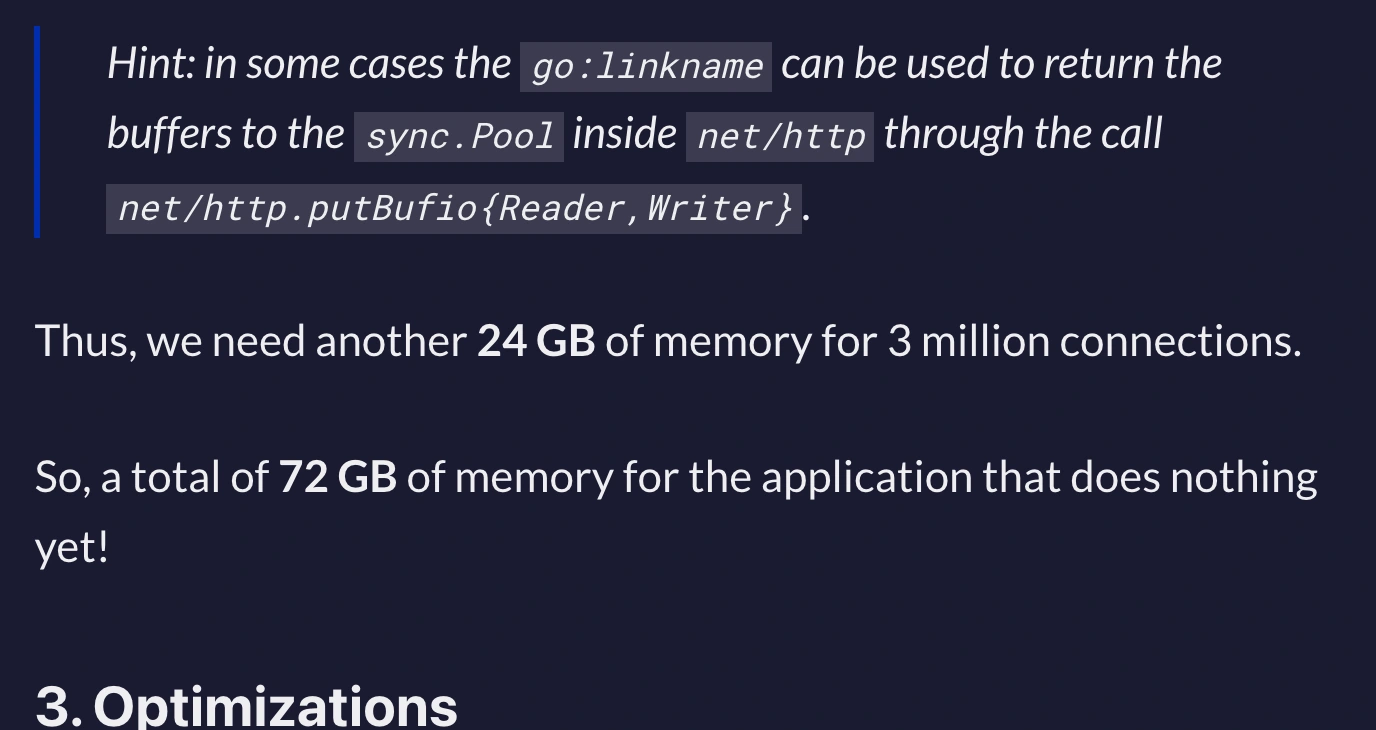 Hint: in some cases the go:linkname can be used to return the
buffers to the sync.Pool inside net/http through the call
net/http.putBufio{Reader,Writer}.
Thus, we need another 24 GB of memory for 3 million connections.
So, a total of 72 GB of memory for the application that does nothing
yet!
3. Optimizations